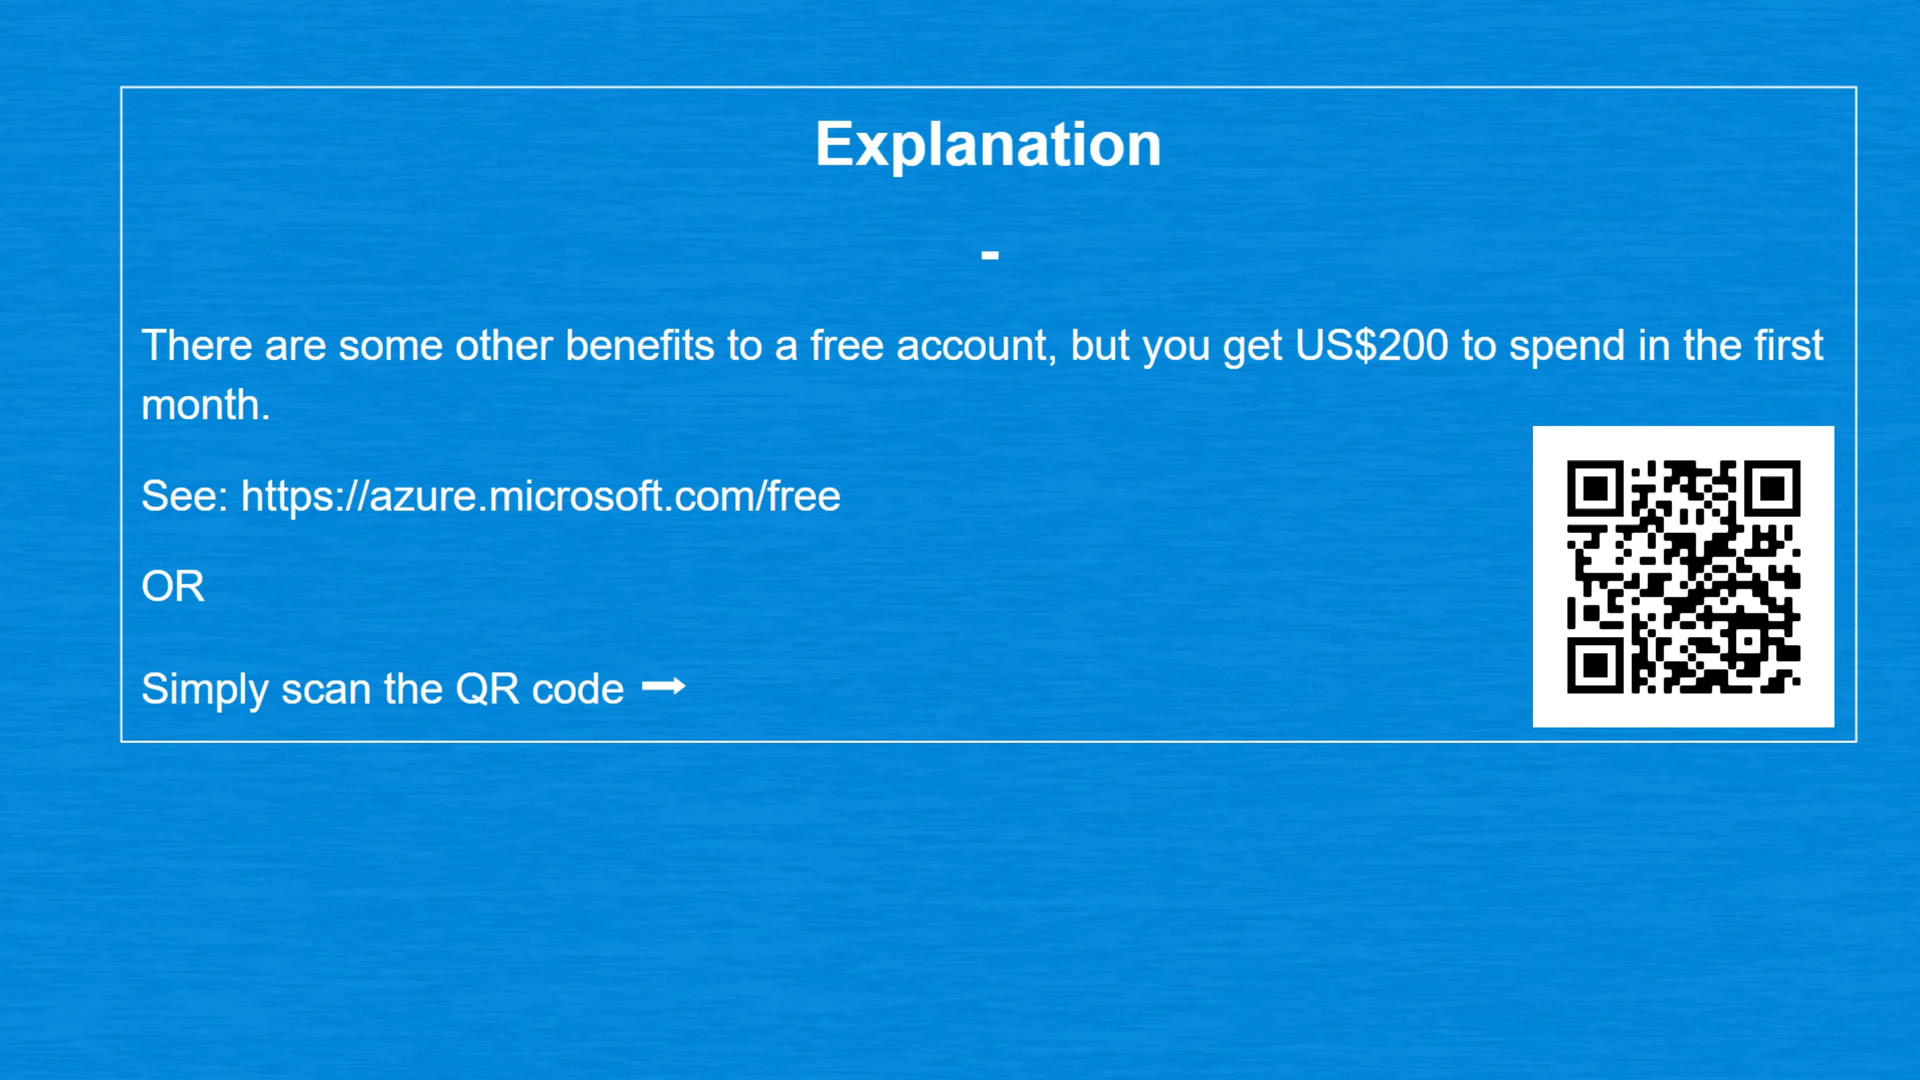 Explanation
-
There are some other benefits to a free account, but you get US$200 to spend in the first
month.
See: https://azure.microsoft.com/free
OR
Simply scan the QR code ➞